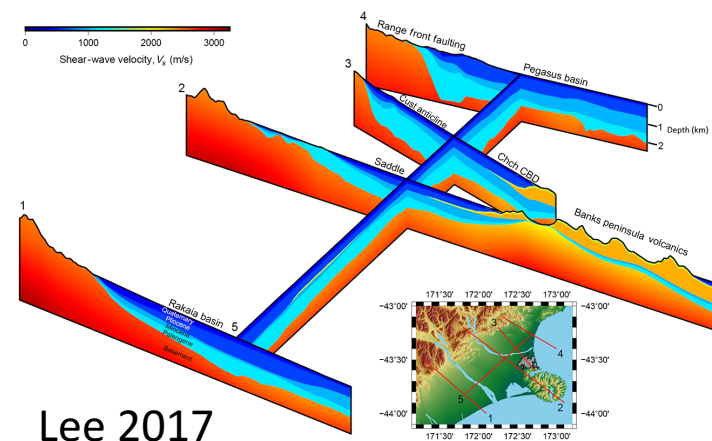 0 1000 2000 3000
Shear-wave velocity, Vs (m/s)
4
Range front faulting
Pegasus basin
3
Cust anticline
0
1
Depth (km)
2
2
Chch CBD
Saddle
Banks peninsula volcanics
1
Rakaia basin
5
Quaternary
Pliocene
Miocene
Paleogene
Basement
171°30' 172°00' 172°30' 173°00'
−43°00' −43°00'
3
4
−43°30' −43°30'
5
2
1
−44°00' −44°00'
171°30' 172°00' 172°30' 173°00'
Lee 2017